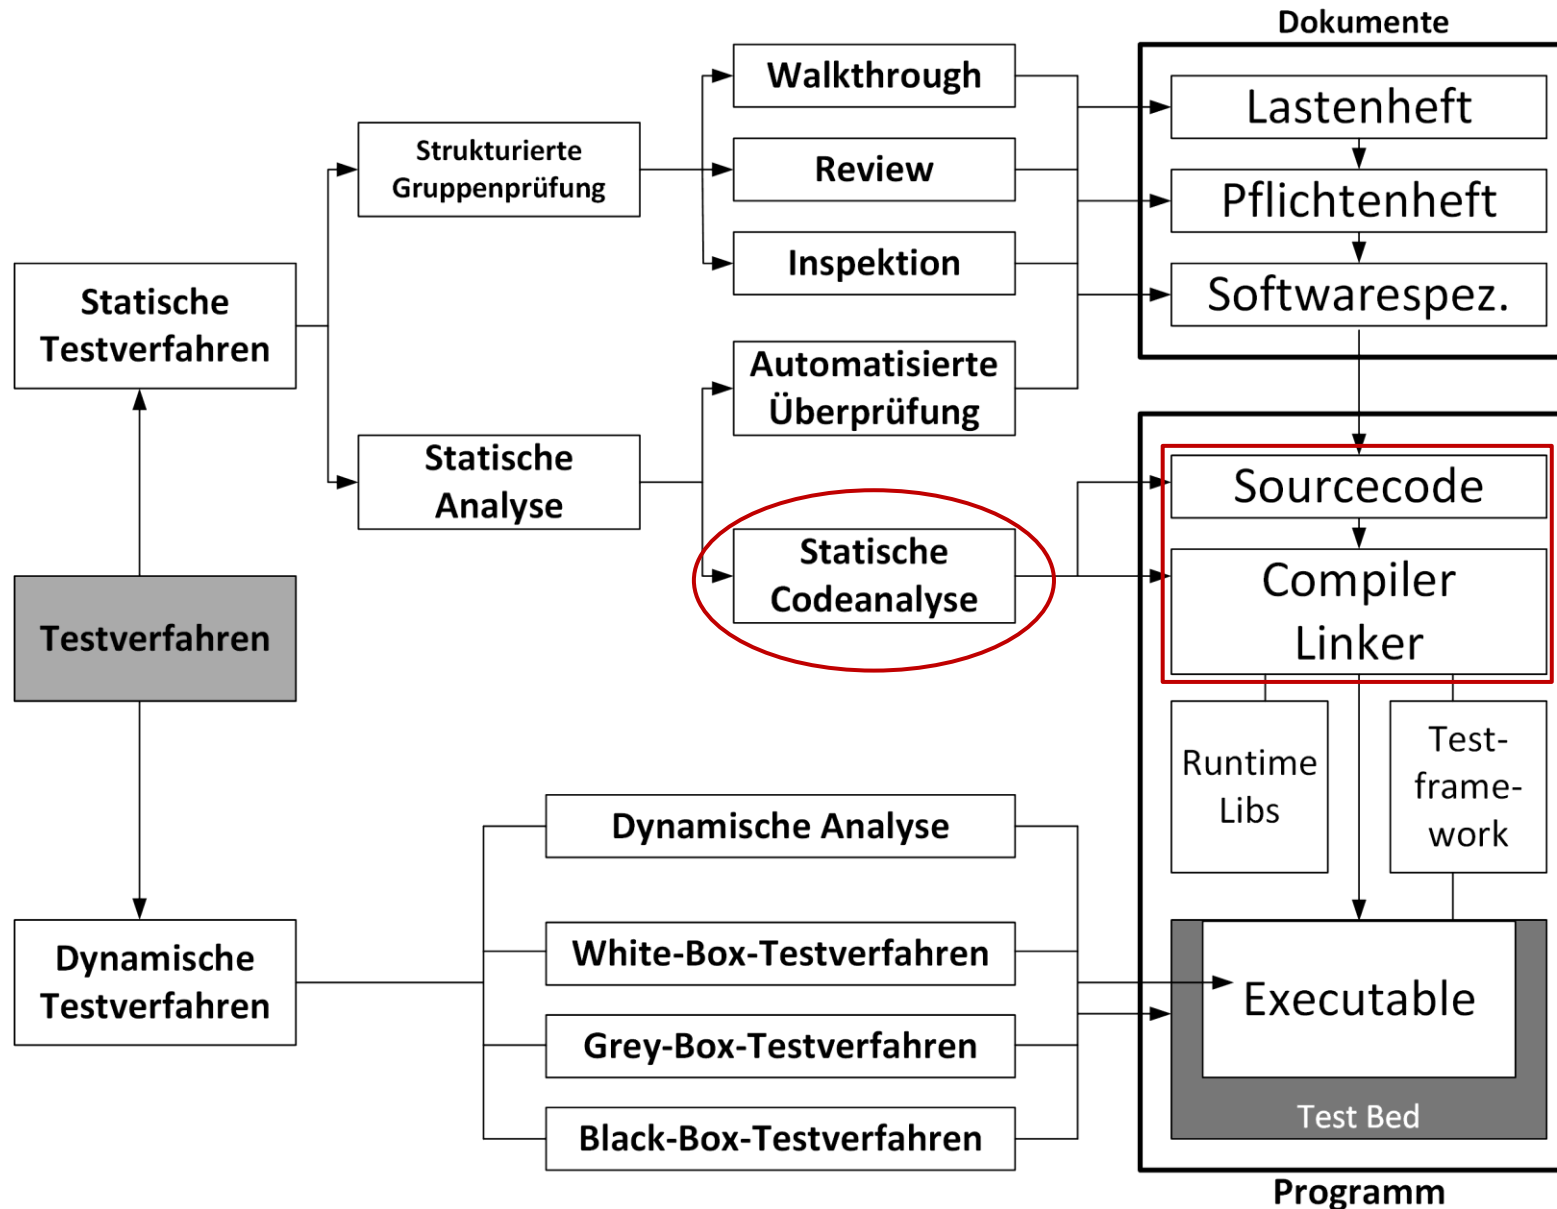 Dokumente
Walkthrough
Lastenheft
Strukturierte
Gruppenprüfung
Review
Pflichtenheft
Inspektion
Softwarespez.
Statische
Testverfahren
Automatisierte
Überprüfung
Statische
Analyse
Sourcecode
Statische
Codeanalyse
Compiler
Linker
Testverfahren
Runtime
Libs
Test-
frame-
work
Dynamische Analyse
Dynamische
Testverfahren
White-Box-Testverfahren
Executable
Grey-Box-Testverfahren
Black-Box-Testverfahren
Test Bed
Programm